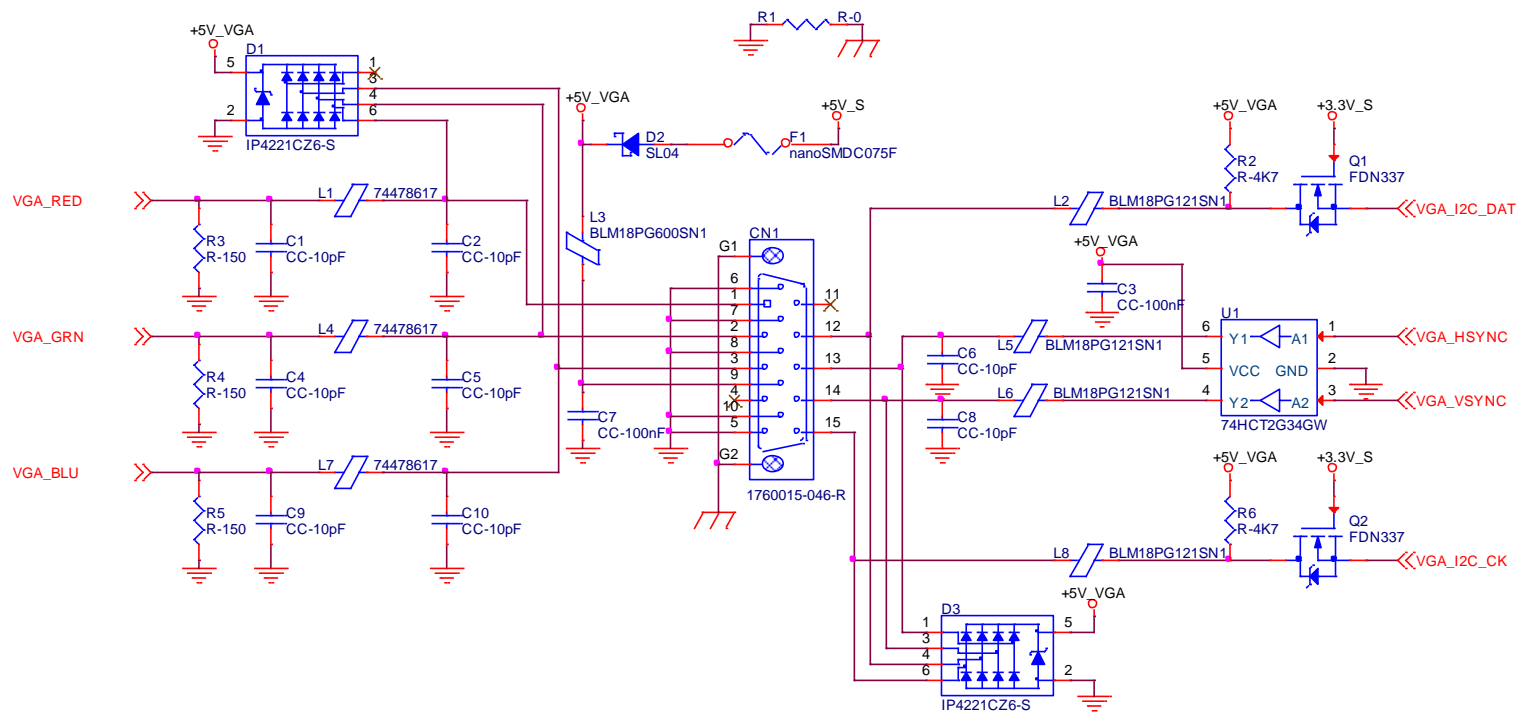 R1 R-0
+5V_VGA
D1
5
1
3
4
2
6
IP4221CZ6-S
+5V_VGA
+5V_S
D2
SL04
F1
nanoSMDC075F
+5V_VGA
+3.3V_S
R2
R-4K7
Q1
FDN337
VGA_RED
L1 74478617
R3
R-150
C1
CC-10pF
C2
CC-10pF
L3
BLM18PG600SN1
L2 BLM18PG121SN1
VGA_I2C_DAT
CN1
G1
6
1
7
2
8
3
9
4
10
5
G2
11
12
13
14
15
1760015-046-R
+5V_VGA
C3
CC-100nF
VGA_GRN
L4 74478617
R4
R-150
C4
CC-10pF
C5
CC-10pF
C7
CC-100nF
L5 BLM18PG121SN1
C6
CC-10pF
L6 BLM18PG121SN1
C8
CC-10pF
U1
6 Y1 A1 1
5 VCC GND 2
4 Y2 A2 3
74HCT2G34GW
VGA_HSYNC
VGA_VSYNC
VGA_BLU
L7 74478617
R5
R-150
C9
CC-10pF
C10
CC-10pF
+5V_VGA
+3.3V_S
R6
R-4K7
Q2
FDN337
L8 BLM18PG121SN1
VGA_I2C_CK
+5V_VGA
D3
1
3
4
6
5
2
IP4221CZ6-S